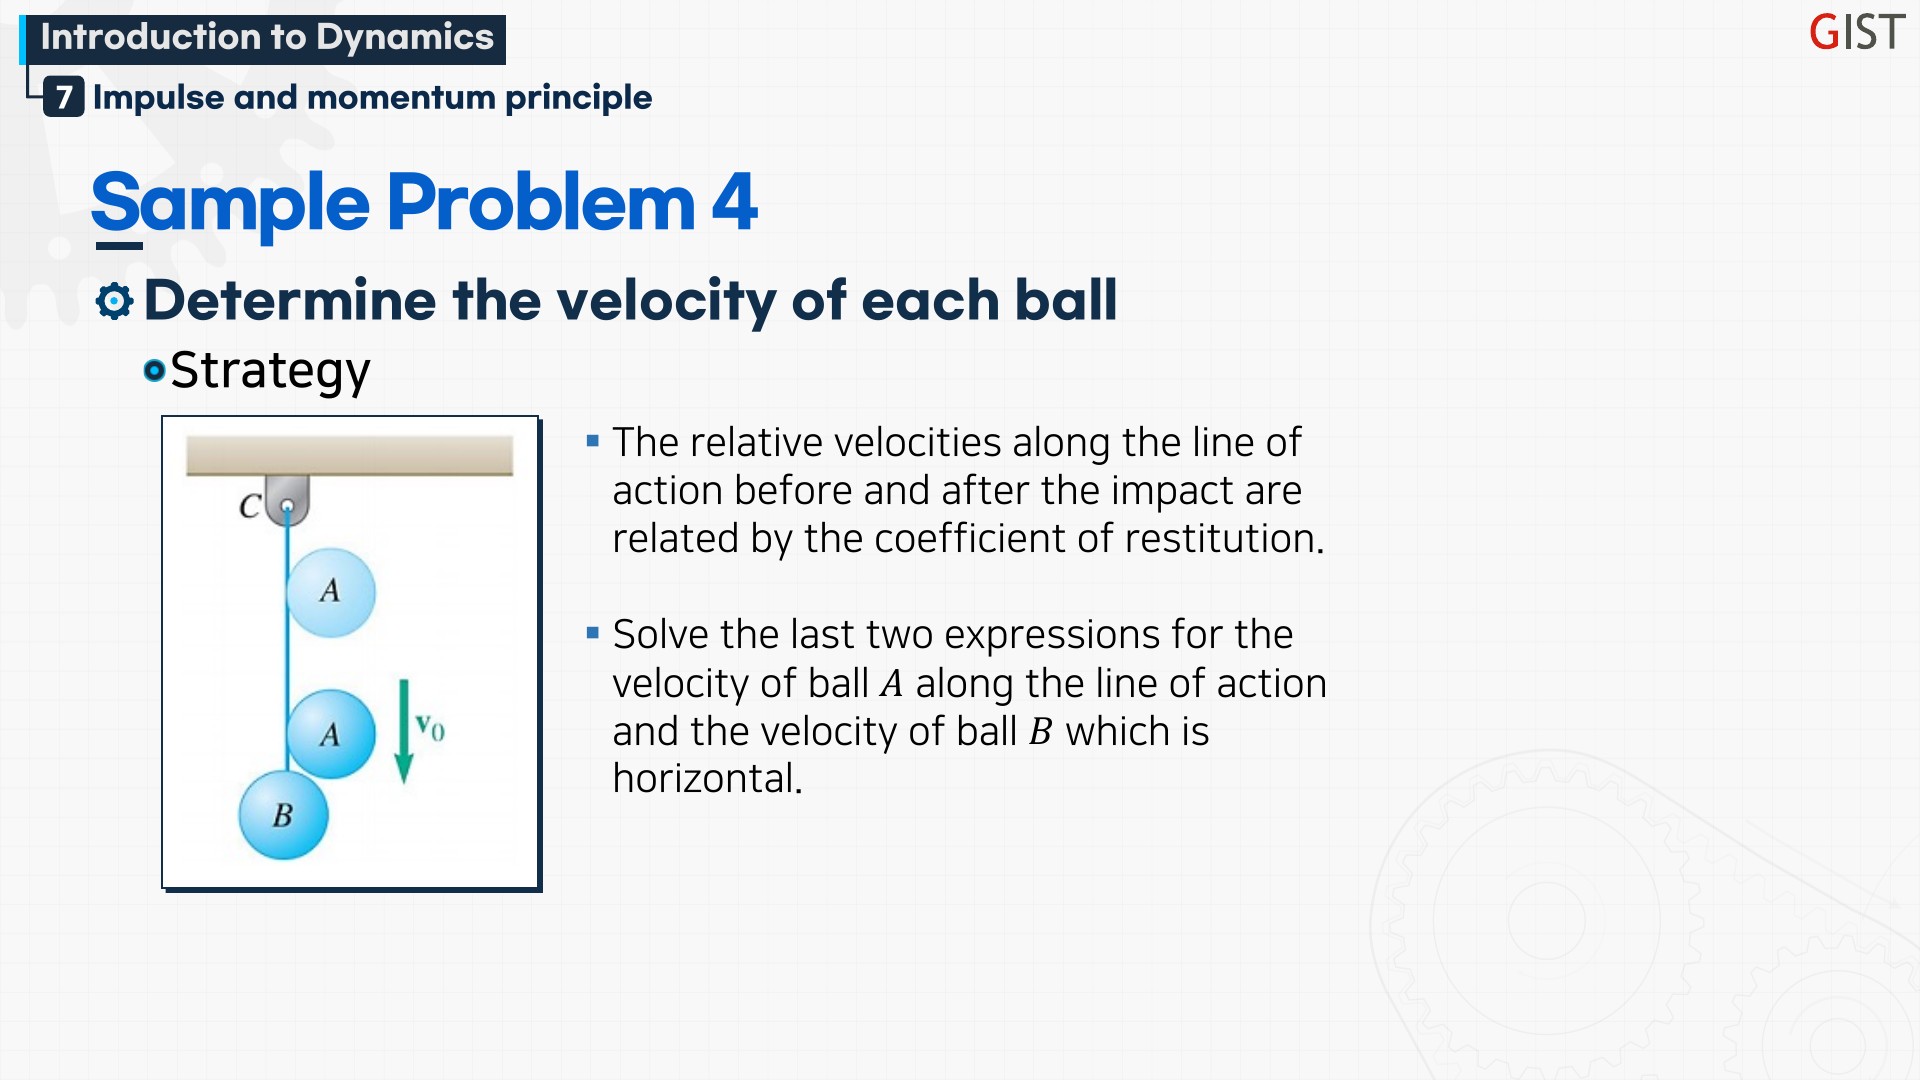 Introduction to Dynamics
GIST
7 Impulse and momentum principle
Sample Problem 4
Determine the velocity of each ball
Strategy
C
A
A
v0
B
The relative velocities along the line of
action before and after the impact are
related by the coefficient of restitution.
Solve the last two expressions for the
velocity of ball A along the line of action
and the velocity of ball B which is
horizontal.